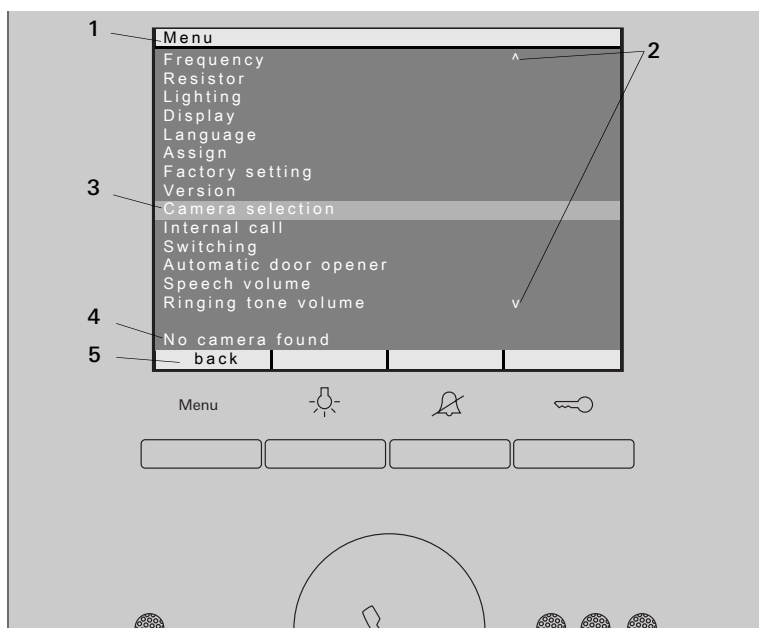 1
Menu
Frequency ^
2
Resistor
Lighting
Display
Language
Assign
Factory setting
3
Version
Camera selection
Internal call
Switching
Automatic door opener
Speech volume
Ringing tone volume v
4
No camera found
5
back
Menu